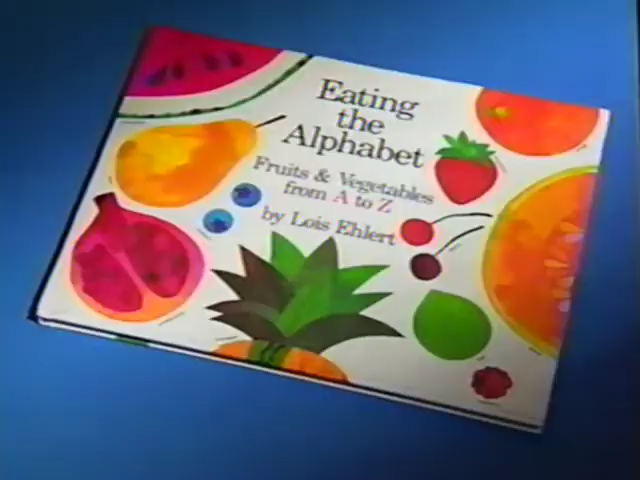 Eating
the
Alphabet
Fruits & Vegetables
from A to Z
by Lois Ehlert